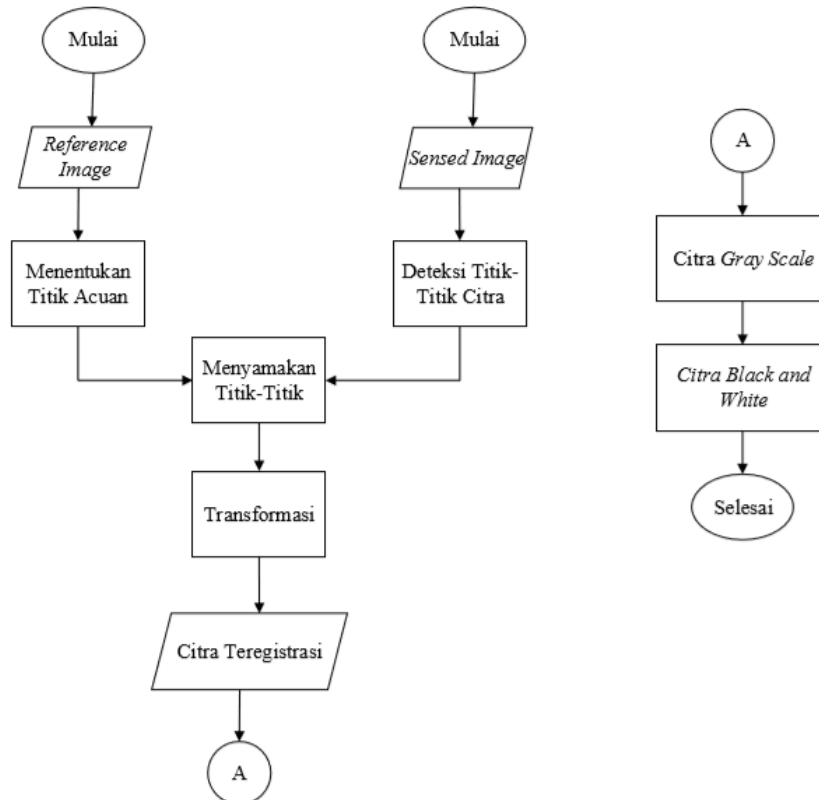 Mulai
Reference
Image
Menentukan
Titik Acuan
Mulai
Sensed Image
Deteksi Titik-
Titik Citra
Menyamakan
Titik-Titik
Transformasi
Citra Teregistrasi
A
A
Citra Gray Scale
Citra Black and
White
Selesai